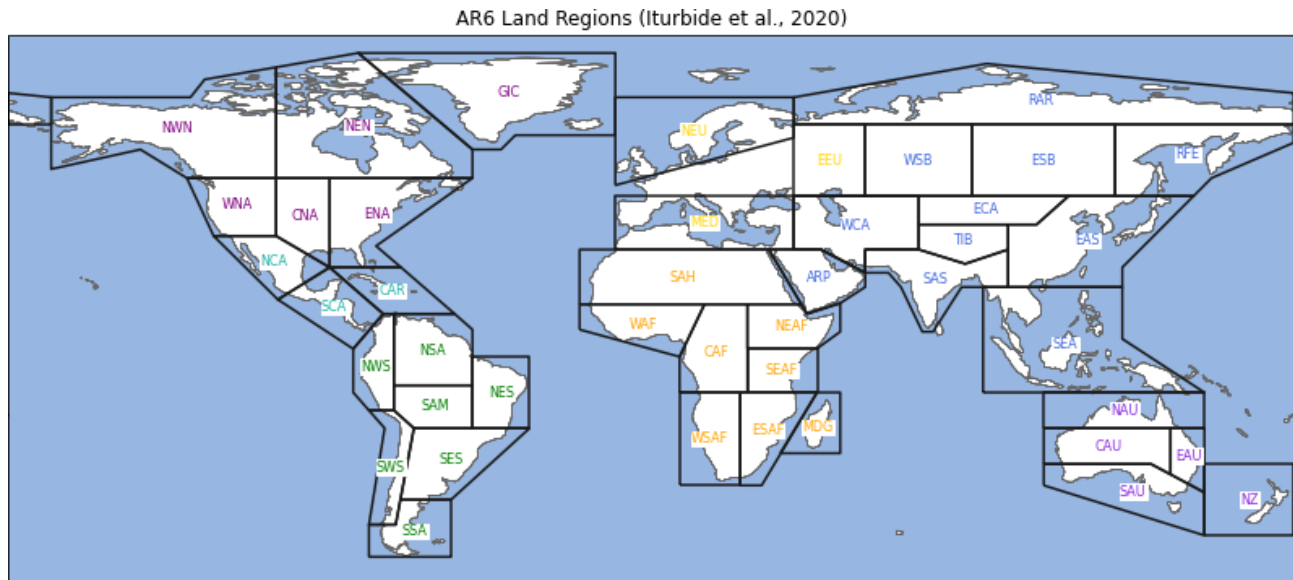 AR6 Land Regions (Iturbide et al., 2020)
GIC
RAR
NWN
NEN
NEU
EEU
WSB
ESB
RFE
WNA
CNA
ENA
MED
WCA
ECA
TIB
EAS
NCA
SCA
CAR
SAH
ARP
SAS
WAF
CAF
NEAF
SEAF
SEA
NWS
NSA
SAM
NES
WSAF
ESAF
MDG
NAU
CAU
EAU
SWS
SES
SAU
NZ
SSA